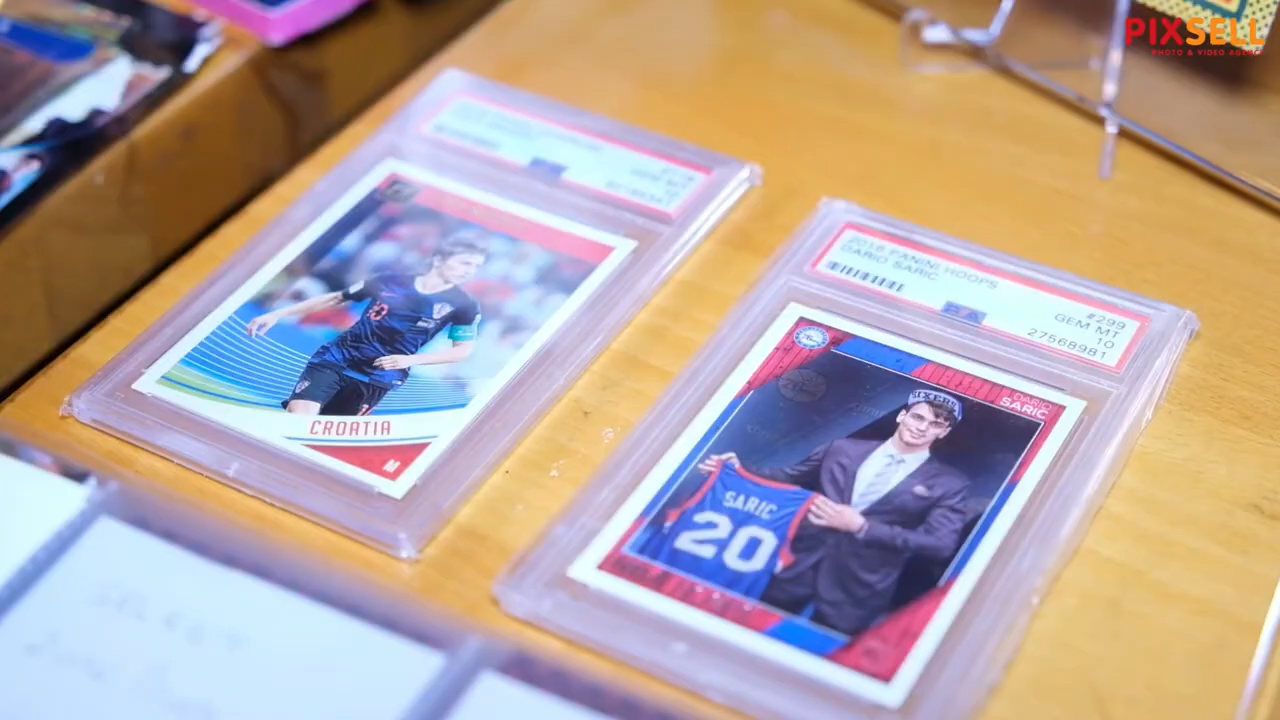 PIXSELL
PHOTO & VIDEO AGENCY
10
CROATIA
M
2016 PANINI HOOPS
DARIO SARIC
#299
GEM MT
10
27568981
DARIO
SARIC
SIXERS
SARIC
20